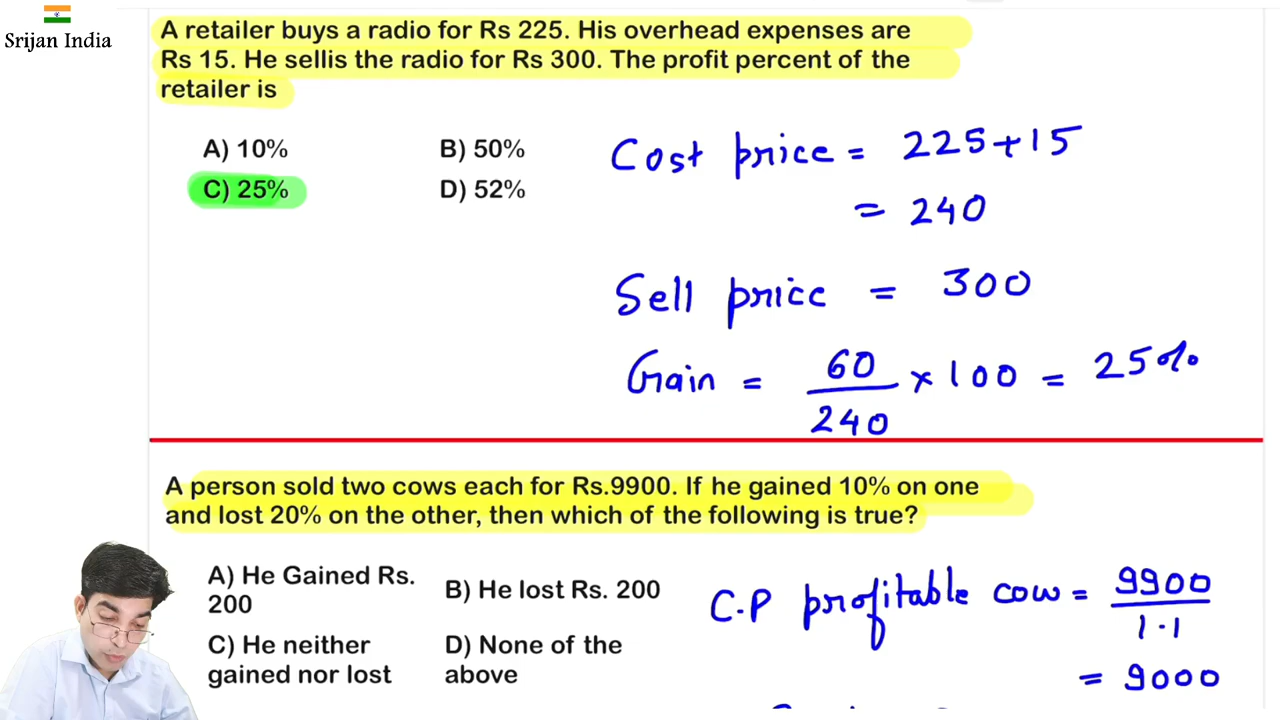 Srijan India
A retailer buys a radio for Rs 225. His overhead expenses are
Rs 15. He sellis the radio for Rs 300. The profit percent of the
retailer is
A) 10%
B) 50%
C) 25%
D) 52%
Cost price = 225+15
= 240
Sell price = 300
Gain = 60/240 × 100 = 25%
A person sold two cows each for Rs.9900. If he gained 10% on one
and lost 20% on the other, then which of the following is true?
A) He Gained Rs.
200
B) He lost Rs. 200
C) He neither
gained nor lost
D) None of the
above
C.P profitable cow = 9900/1.1
= 9000